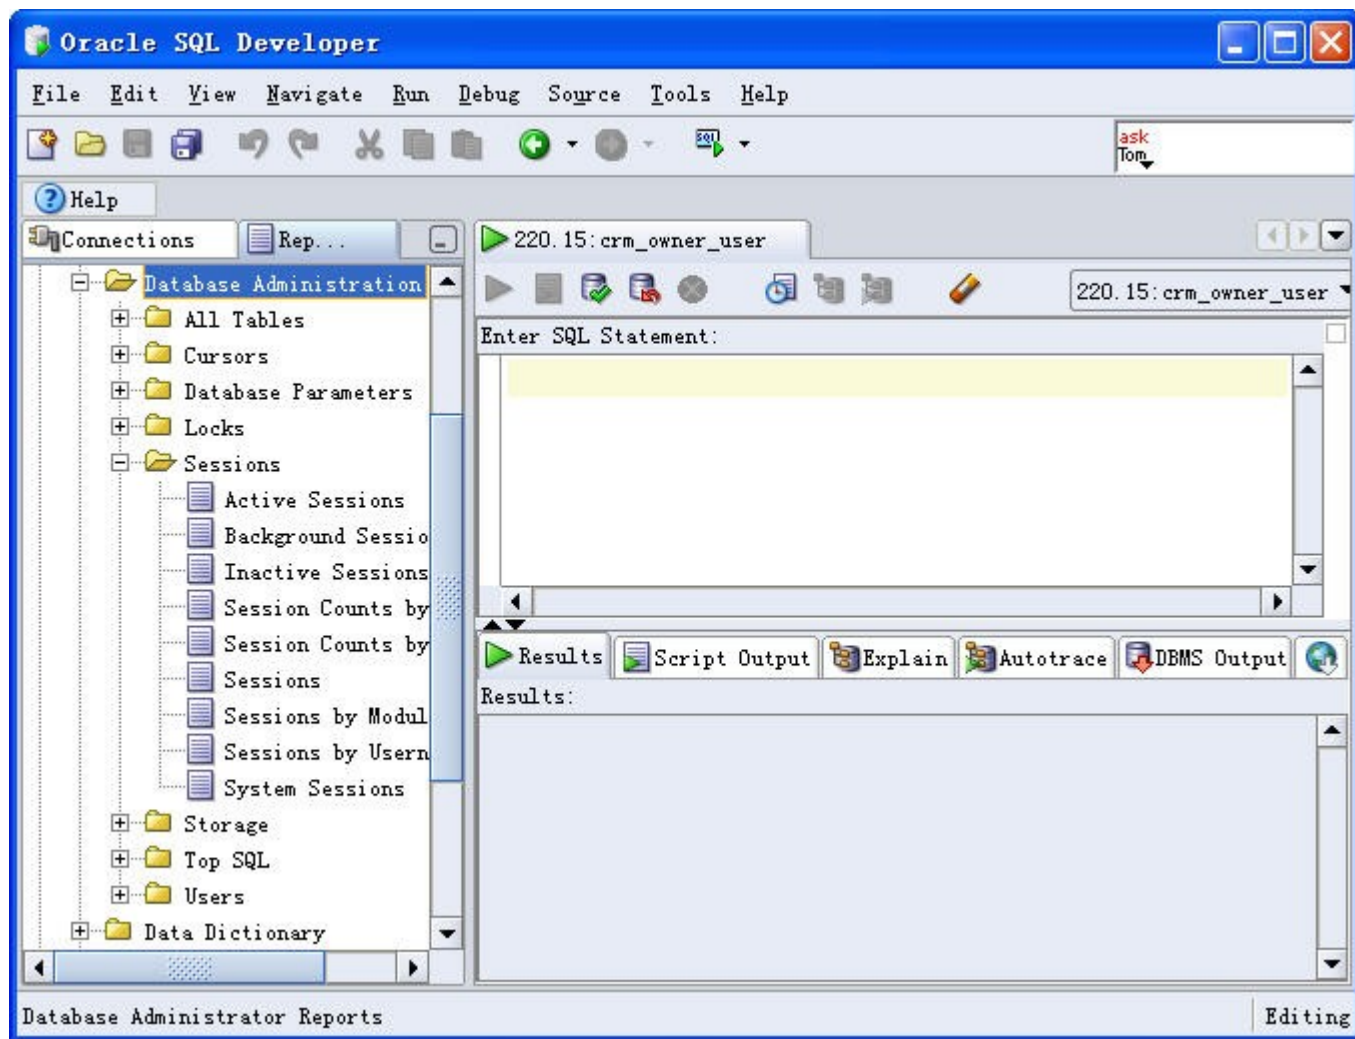 Oracle SQL Developer
File Edit View Navigate Run Debug Source Tools Help
SQL
ask
Tom
? Help
Connections Rep...
220.15:crm_owner_user
Database Administration
220.15:crm_owner_user
All Tables
Enter SQL Statement:
Cursors
Database Parameters
Locks
Sessions
Active Sessions
Background Sessio
Inactive Sessions
Session Counts by
Session Counts by
Sessions
Sessions by Modul
Sessions by Usern
System Sessions
Storage
Top SQL
Users
Data Dictionary
Results Script Output Explain Autotrace DBMS Output
Results:
Database Administrator Reports
Editing